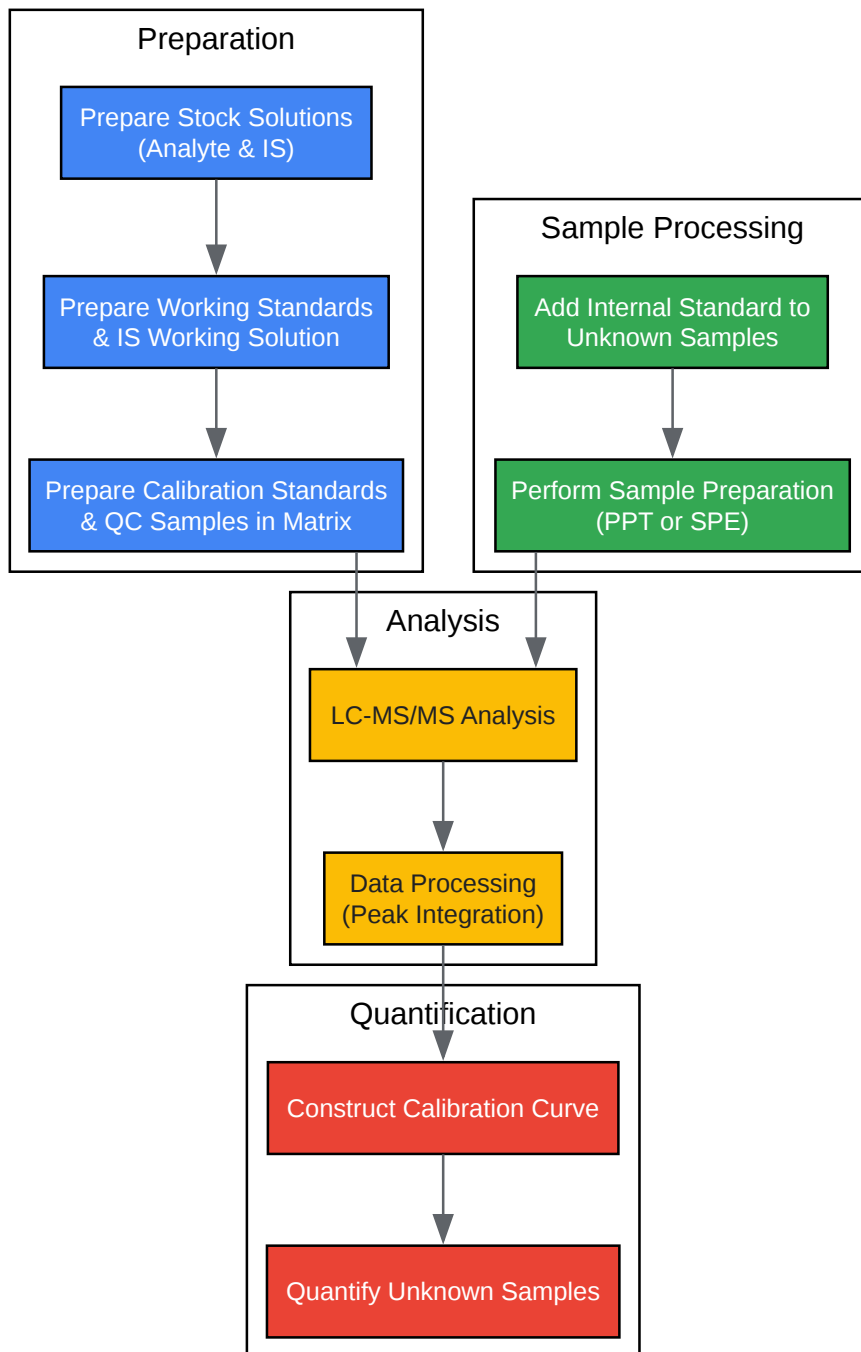 Preparation
Prepare Stock Solutions
(Analyte & IS)
Prepare Working Standards
& IS Working Solution
Prepare Calibration Standards
& QC Samples in Matrix
Sample Processing
Add Internal Standard to
Unknown Samples
Perform Sample Preparation
(PPT or SPE)
Analysis
LC-MS/MS Analysis
Data Processing
(Peak Integration)
Quantification
Construct Calibration Curve
Quantify Unknown Samples